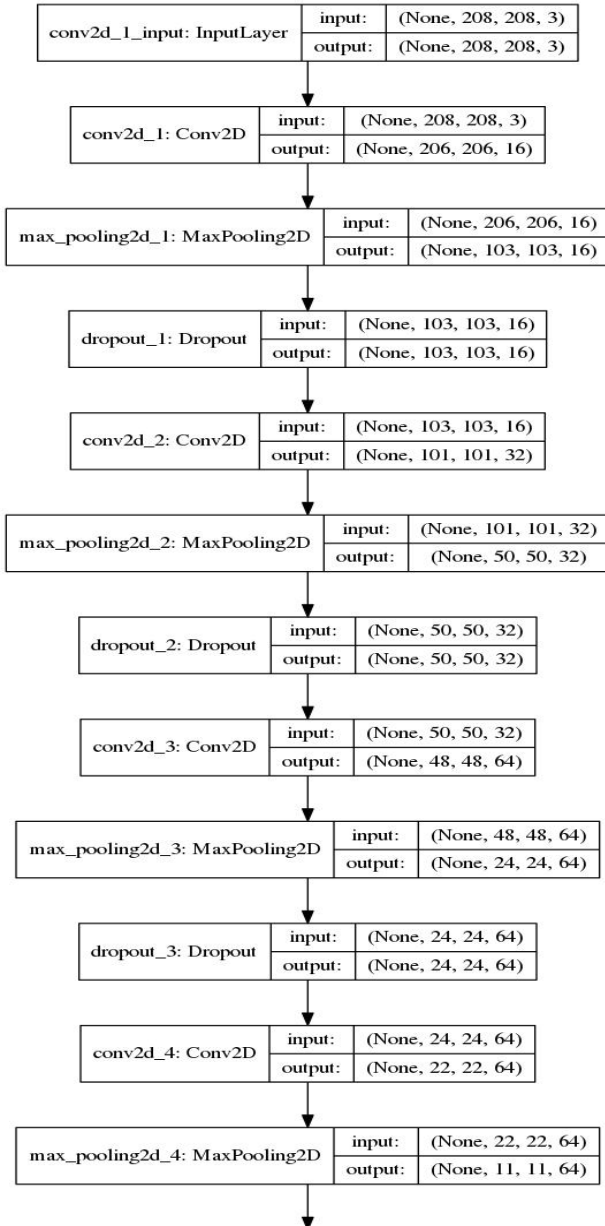 conv2d_1_input: InputLayer
input: (None, 208, 208, 3)
output: (None, 208, 208, 3)
conv2d_1: Conv2D
input: (None, 208, 208, 3)
output: (None, 206, 206, 16)
max_pooling2d_1: MaxPooling2D
input: (None, 206, 206, 16)
output: (None, 103, 103, 16)
dropout_1: Dropout
input: (None, 103, 103, 16)
output: (None, 103, 103, 16)
conv2d_2: Conv2D
input: (None, 103, 103, 16)
output: (None, 101, 101, 32)
max_pooling2d_2: MaxPooling2D
input: (None, 101, 101, 32)
output: (None, 50, 50, 32)
dropout_2: Dropout
input: (None, 50, 50, 32)
output: (None, 50, 50, 32)
conv2d_3: Conv2D
input: (None, 50, 50, 32)
output: (None, 48, 48, 64)
max_pooling2d_3: MaxPooling2D
input: (None, 48, 48, 64)
output: (None, 24, 24, 64)
dropout_3: Dropout
input: (None, 24, 24, 64)
output: (None, 24, 24, 64)
conv2d_4: Conv2D
input: (None, 24, 24, 64)
output: (None, 22, 22, 64)
max_pooling2d_4: MaxPooling2D
input: (None, 22, 22, 64)
output: (None, 11, 11, 64)